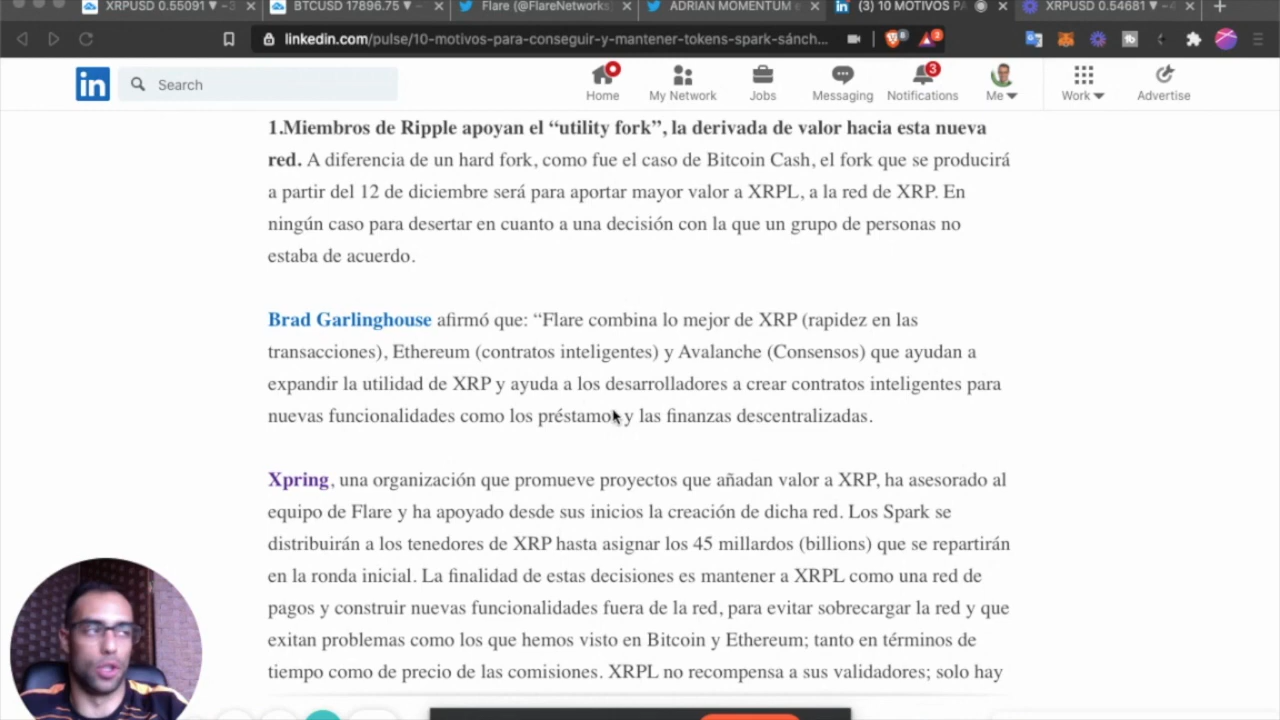 XRPUSD 0.55091 ▼ −3
BTCUSD 17896.75 ▼
Flare (@FlareNetworks
ADRIAN MOMENTUM
(3) 10 MOTIVOS PA
XRPUSD 0.54681 ▼
linkedin.com/pulse/10-motivos-para-conseguir-y-mantener-tokens-spark-sánch...
8
3
in
Search
Home
My Network
Jobs
Messaging
3
Notifications
Me
Work
Advertise
1.Miembros de Ripple apoyan el “utility fork”, la derivada de valor hacia esta nueva
red. A diferencia de un hard fork, como fue el caso de Bitcoin Cash, el fork que se producirá
a partir del 12 de diciembre será para aportar mayor valor a XRPL, a la red de XRP. En
ningún caso para desertar en cuanto a una decisión con la que un grupo de personas no
estaba de acuerdo.
Brad Garlinghouse afirmó que: “Flare combina lo mejor de XRP (rapidez en las
transacciones), Ethereum (contratos inteligentes) y Avalanche (Consensos) que ayudan a
expandir la utilidad de XRP y ayuda a los desarrolladores a crear contratos inteligentes para
nuevas funcionalidades como los préstamos y las finanzas descentralizadas.
Xpring, una organización que promueve proyectos que añadan valor a XRP, ha asesorado al
equipo de Flare y ha apoyado desde sus inicios la creación de dicha red. Los Spark se
distribuirán a los tenedores de XRP hasta asignar los 45 millardos (billions) que se repartirán
en la ronda inicial. La finalidad de estas decisiones es mantener a XRPL como una red de
pagos y construir nuevas funcionalidades fuera de la red, para evitar sobrecargar la red y que
exitan problemas como los que hemos visto en Bitcoin y Ethereum; tanto en términos de
tiempo como de precio de las comisiones. XRPL no recompensa a sus validadores; solo hay